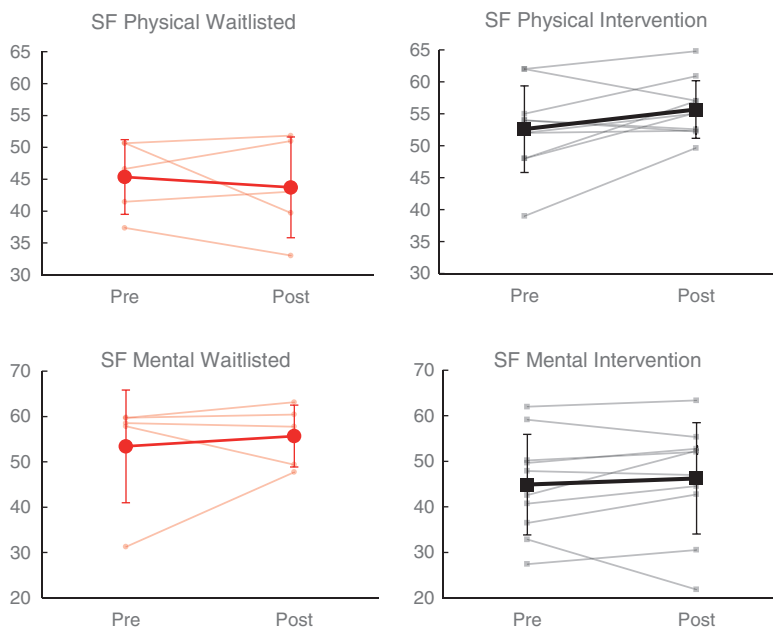 SF Physical Waitlisted
65
60
55
50
45
40
35
30
Pre
Post
SF Physical Intervention
65
60
55
50
45
40
35
30
Pre
Post
SF Mental Waitlisted
70
60
50
40
30
20
Pre
Post
SF Mental Intervention
70
60
50
40
30
20
Pre
Post